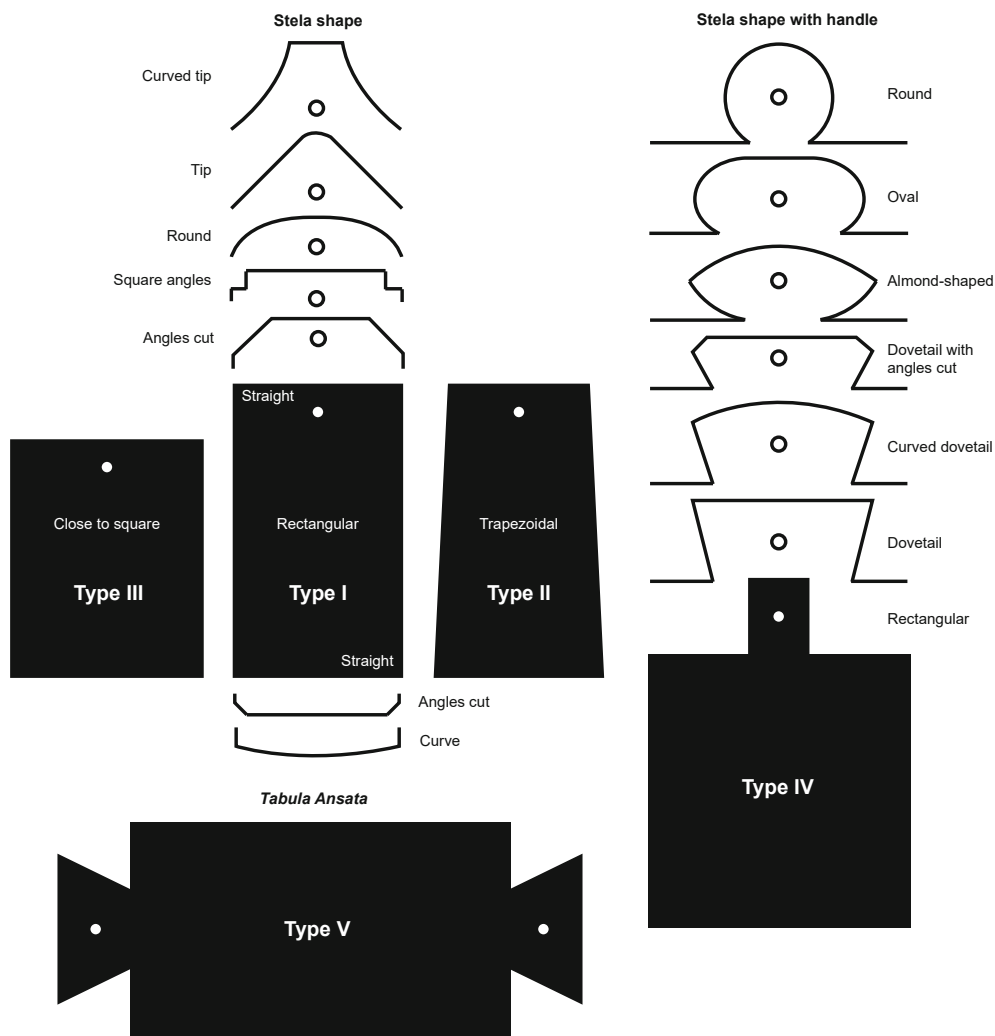 Stela shape
Curved tip
Tip
Round
Square angles
Angles cut
Straight
Close to square
Type III
Rectangular
Type I
Straight
Trapezoidal
Type II
Angles cut
Curve
Stela shape with handle
Round
Oval
Almond-shaped
Dovetail with
angles cut
Curved dovetail
Dovetail
Rectangular
Type IV
Tabula Ansata
Type V